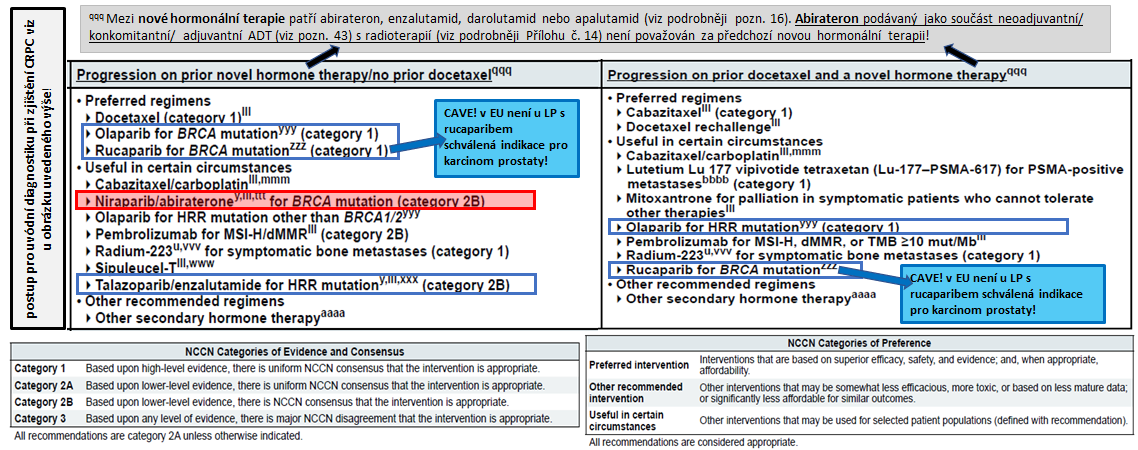 postup pro úvodní diagnostiku při zjištění CRPC viz
u obrázku uvedeného výše!
qqq Mezi nové hormonální terapie patří abirateron, enzalutamid, darolutamid nebo apalutamid (viz podrobněji pozn. 16). Abirateron podávaný jako součást neoadjuvantní/
konkomitantní/ adjuvantní ADT (viz pozn. 43) s radioterapií (viz podrobněji Přílohu č. 14) není považován za předchozí novou hormonální terapii!
Progression on prior novel hormone therapy/no prior docetaxelqqq
• Preferred regimens
Docetaxel (category 1)lll
Olaparib for BRCA mutationyyy (category 1)
Rucaparib for BRCA mutationzzz (category 1)
• Useful in certain circumstances
Cabazitaxel/carboplatinlll,mmm
Niraparib/abirateroney,lll,ttt for BRCA mutation (category 2B)
Olaparib for HRR mutation other than BRCA1/2yyy
Pembrolizumab for MSI-H/dMMRlll (category 2B)
Radium-223u,vvv for symptomatic bone metastases (category 1)
Sipuleucel-Tlll,www
Talazoparib/enzalutamide for HRR mutationy,lll,xxx (category 2B)
• Other recommended regimens
Other secondary hormone therapyaaaa
CAVE! v EU není u LP s
rucaparibem
schválená indikace pro
karcinom prostaty!
Progression on prior docetaxel and a novel hormone therapyqqq
• Preferred regimens
Cabazitaxellll (category 1)
Docetaxel rechallengelll
• Useful in certain circumstances
Cabazitaxel/carboplatinlll,mmm
Lutetium Lu 177 vipivotide tetraxetan (Lu-177–PSMA-617) for PSMA-positive
metastasesbbbb (category 1)
Mitoxantrone for palliation in symptomatic patients who cannot tolerate
other therapieslll
Olaparib for HRR mutationyyy (category 1)
Pembrolizumab for MSI-H, dMMR, or TMB ≥10 mut/Mblll
Radium-223u,vvv for symptomatic bone metastases (category 1)
Rucaparib for BRCA mutationzzz
• Other recommended regimens
Other secondary hormone therapyaaaa
CAVE! v EU není u LP s
rucaparibem schválená indikace
pro karcinom prostaty!
NCCN Categories of Evidence and Consensus
Category 1 Based upon high-level evidence, there is uniform NCCN consensus that the intervention is appropriate.
Category 2A Based upon lower-level evidence, there is uniform NCCN consensus that the intervention is appropriate.
Category 2B Based upon lower-level evidence, there is NCCN consensus that the intervention is appropriate.
Category 3 Based upon any level of evidence, there is major NCCN disagreement that the intervention is appropriate.
All recommendations are category 2A unless otherwise indicated.
NCCN Categories of Preference
Preferred intervention Interventions that are based on superior efficacy, safety, and evidence; and, when appropriate,
affordability.
Other recommended Other interventions that may be somewhat less efficacious, more toxic, or based on less mature data;
intervention or significantly less affordable for similar outcomes.
Useful in certain
circumstances Other interventions that may be used for selected patient populations (defined with recommendation).
All recommendations are considered appropriate.